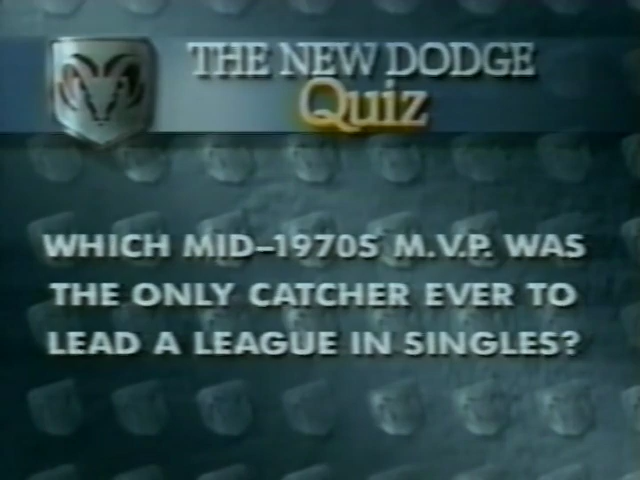 THE NEW DODGE
Quiz
WHICH MID-1970S M.V.P. WAS
THE ONLY CATCHER EVER TO
LEAD A LEAGUE IN SINGLES?